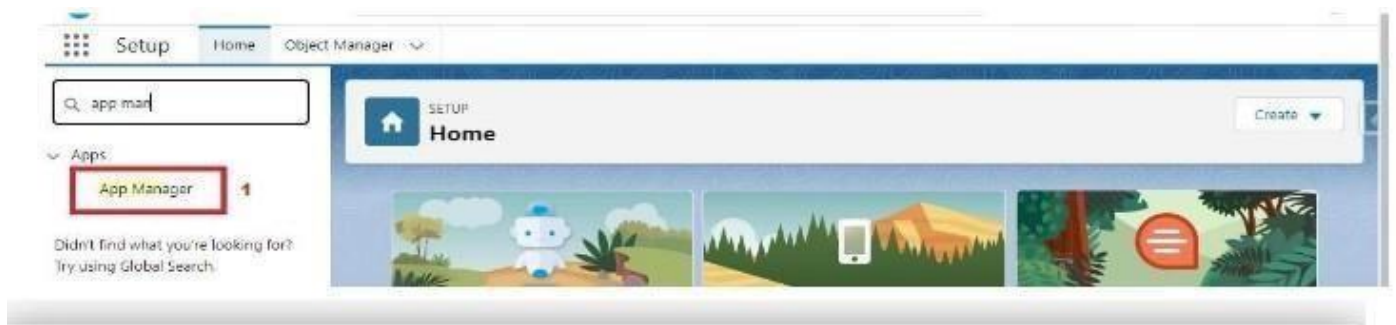 Setup Home Object Manager
app man
SETUP
Home
Create
Apps
App Manager 1
Didn't find what you're looking for?
Try using Global Search.